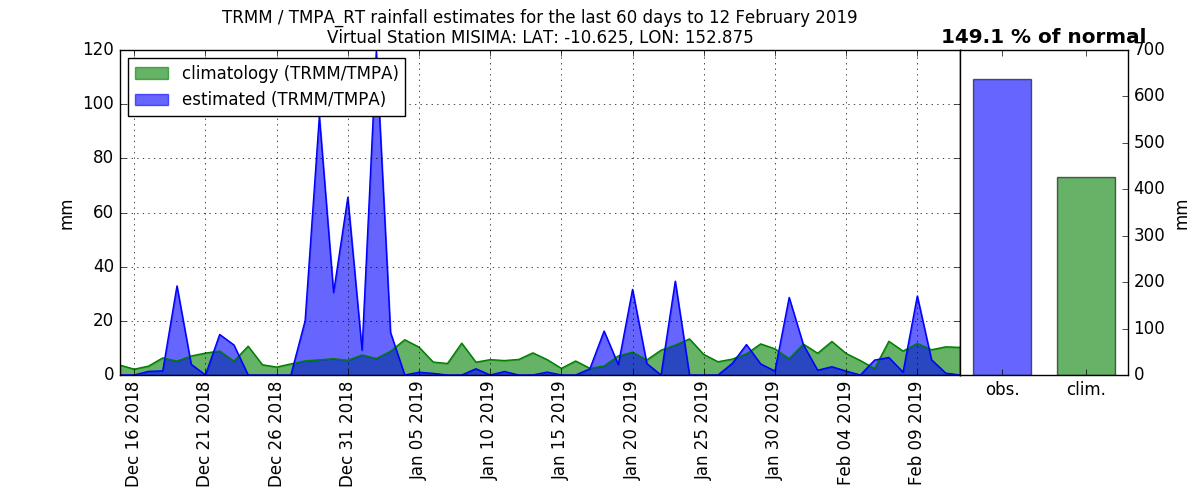 TRMM / TMPA_RT rainfall estimates for the last 60 days to 12 February 2019
Virtual Station MISIMA: LAT: -10.625, LON: 152.875
149.1 % of normal
climatology (TRMM/TMPA)
estimated (TRMM/TMPA)
120
100
80
60
40
20
0
mm
700
600
500
400
300
200
100
0
mm
Dec 16 2018
Dec 21 2018
Dec 26 2018
Dec 31 2018
Jan 05 2019
Jan 10 2019
Jan 15 2019
Jan 20 2019
Jan 25 2019
Jan 30 2019
Feb 04 2019
Feb 09 2019
obs.
clim.